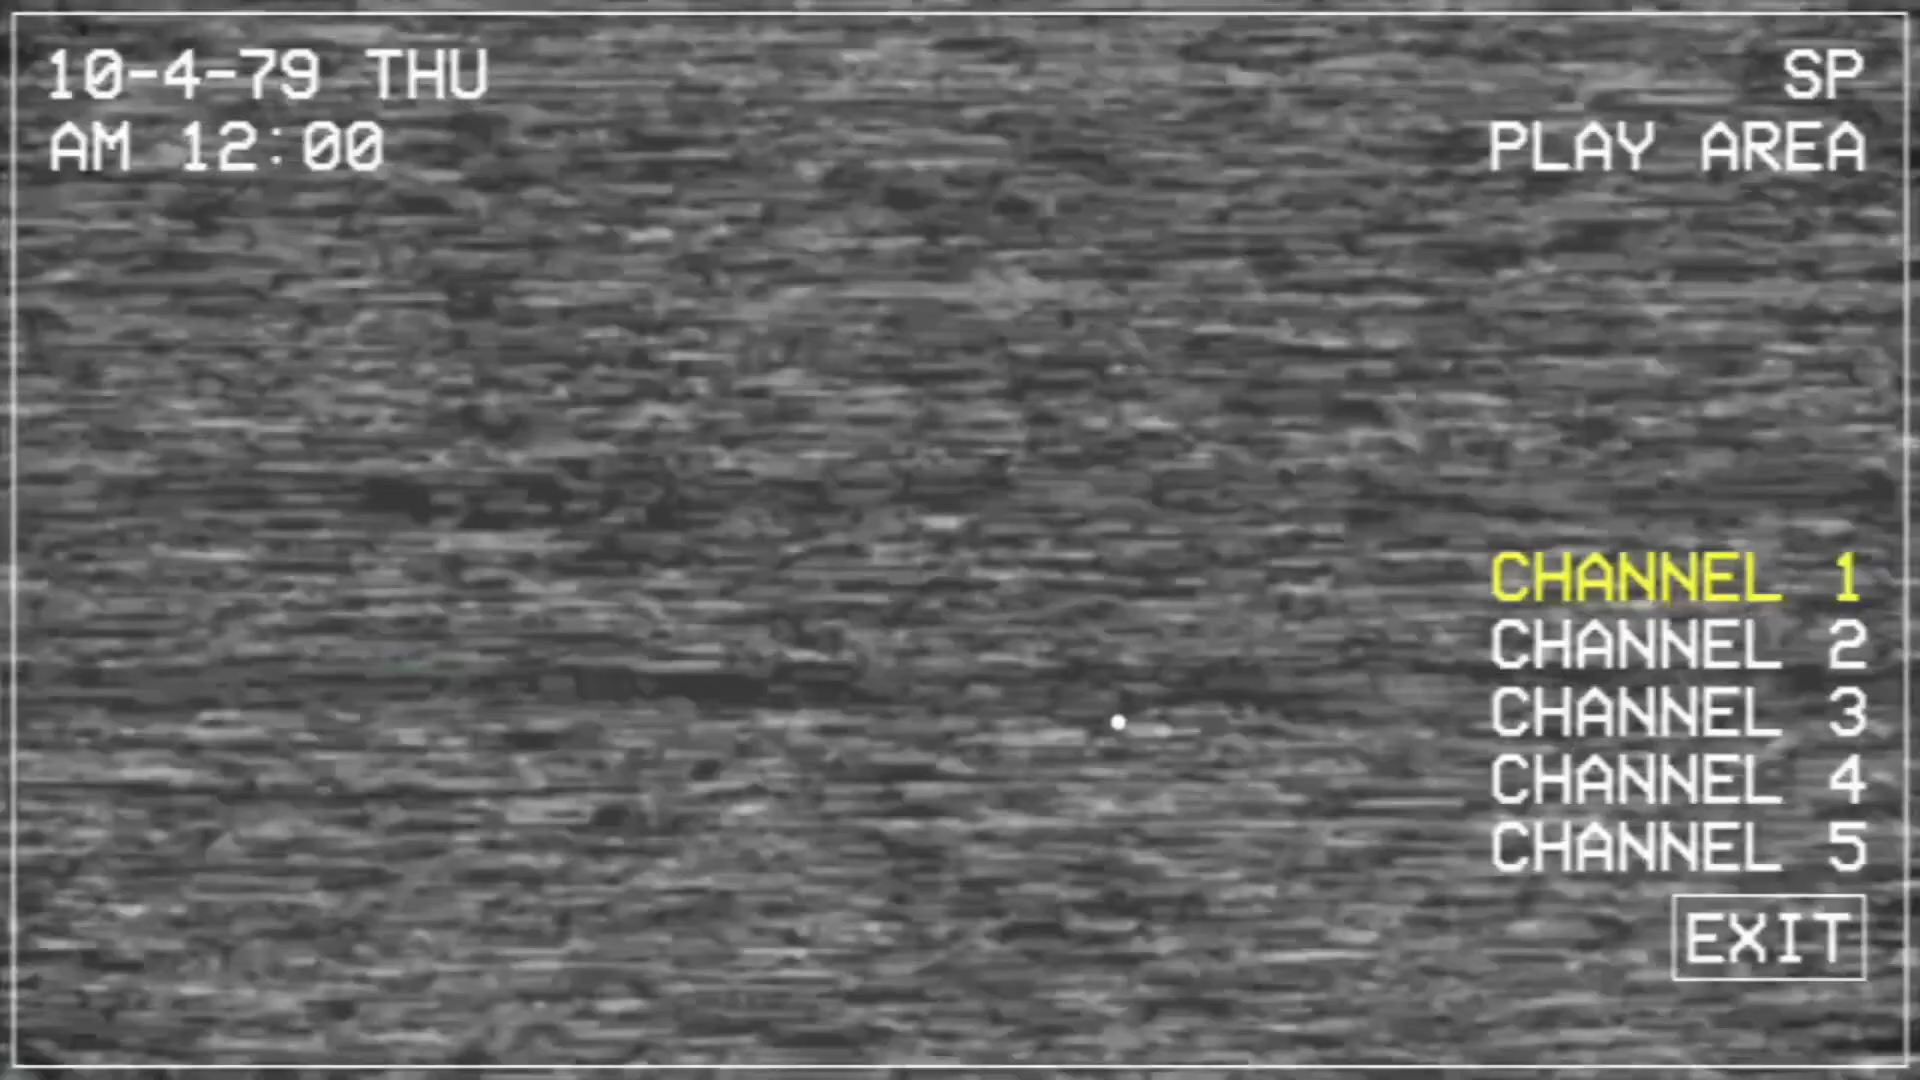 10-4-79 THU
AM 12:00
SP
PLAY AREA
CHANNEL 1
CHANNEL 2
CHANNEL 3
CHANNEL 4
CHANNEL 5
EXIT